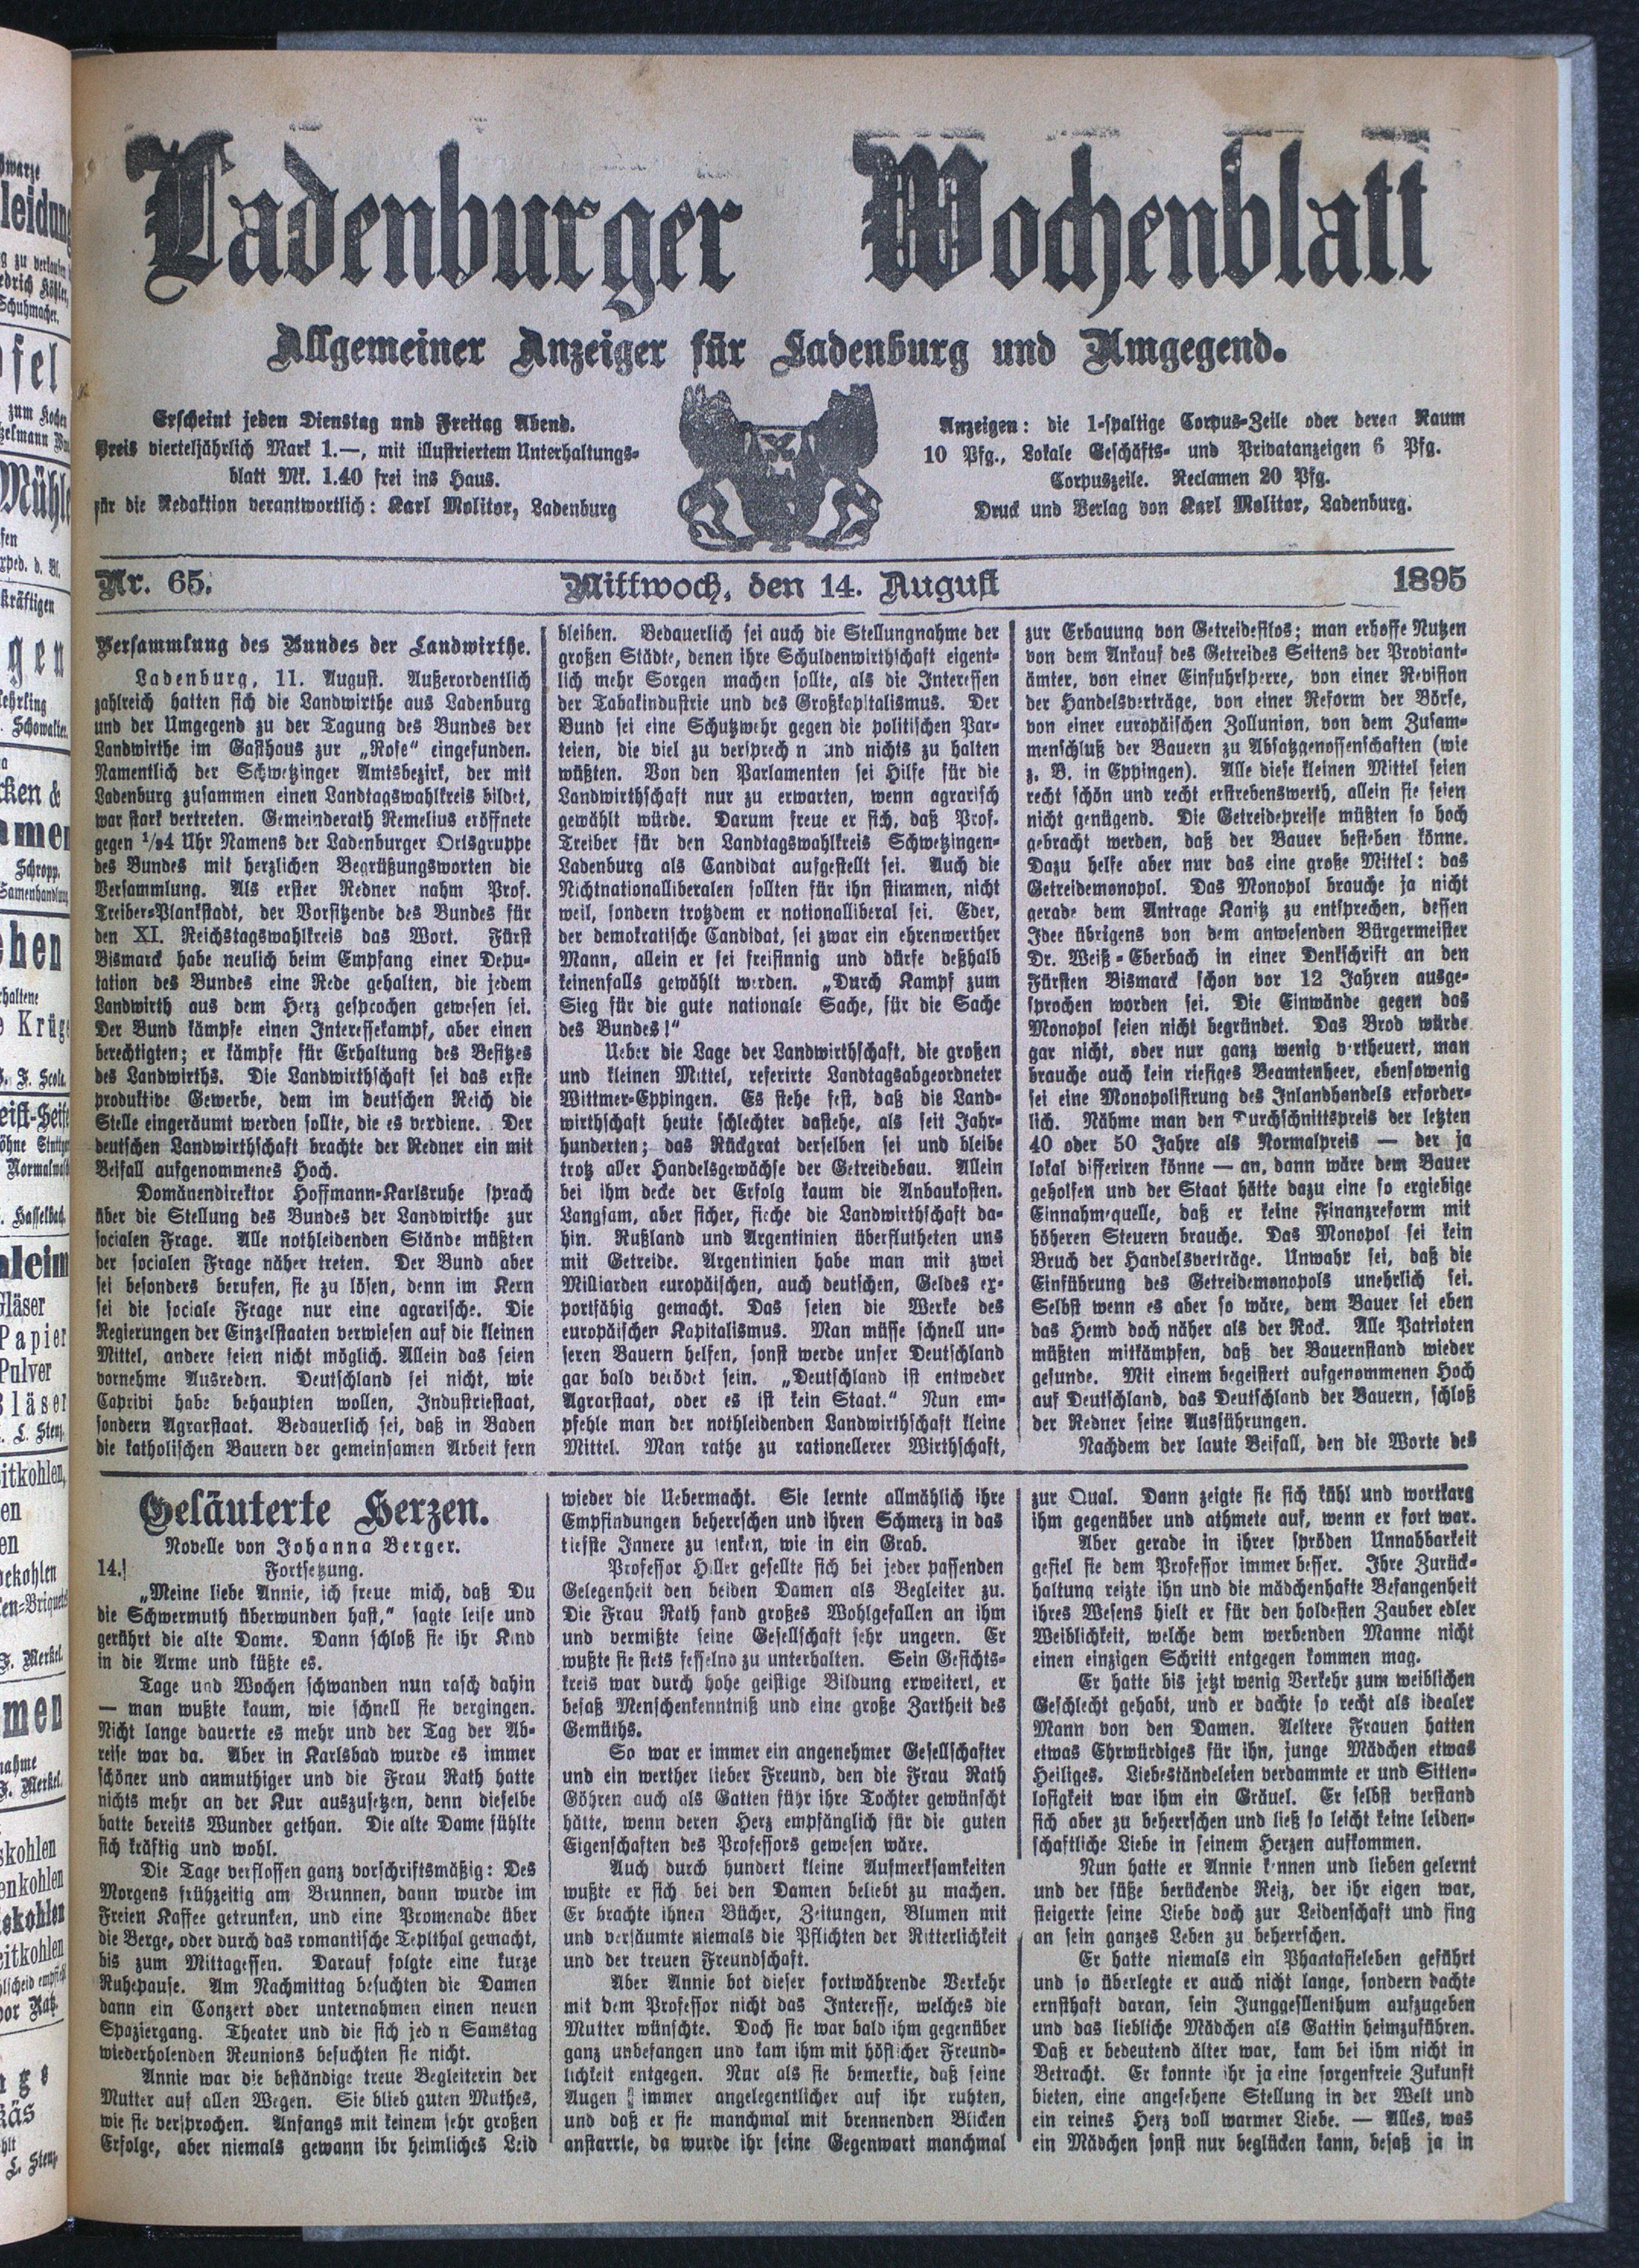 Ladenburger Wochenblatt
Allgemeiner Anzeiger für Ladenburg und Umgegend.
Erscheint jeden Dienstag und Freitag Abend.
Preis vierteljährlich Mark 1.—, mit illustriertem Unterhaltungs-
blatt Mk. 1.40 frei ins Haus.
für die Redaktion verantwortlich: Karl Molitor, Ladenburg
Anzeigen: die 1-spaltige Corpus-Zeile oder deren Raum
10 Pfg., Lokale Geschäfts- und Privatanzeigen 6 Pfg.
Corpuszeile. Reclamen 20 Pfg.
Druck und Verlag von Karl Molitor, Ladenburg.
Nr. 65. Mittwoch, den 14. August 1895
Versammlung des Bundes der Landwirthe.
Ladenburg, 11. August. Außerordentlich
zahlreich hatten sich die Landwirthe aus Ladenburg
und der Umgegend zu der Tagung des Bundes der
Landwirthe im Gasthaus zur „Rose“ eingefunden.
Namentlich der Schwetzinger Amtsbezirk, der mit
Ladenburg zusammen einen Landtagswahlkreis bildet,
war stark vertreten. Gemeinderath Remelius eröffnete
gegen ½4 Uhr Namens der Ladenburger Ortsgruppe
des Bundes mit herzlichen Begrüßungsworten die
Versammlung. Als erster Redner nahm Prof.
Treiber-Plankstadt, der Vorsitzende des Bundes für
den XI. Reichstagswahlkreis das Wort. Fürst
Bismarck habe neulich beim Empfang einer Depu-
tation des Bundes eine Rede gehalten, die jedem
Landwirth aus dem Herz gesprochen gewesen sei.
Der Bund kämpfe einen Interessekampf, aber einen
berechtigten; er kämpfe für Erhaltung des Besitzes
des Landwirths. Die Landwirthschaft sei das erste
produktive Gewerbe, dem im deutschen Reich die
Stelle eingeräumt werden sollte, die es verdiene. Der
deutschen Landwirthschaft brachte der Redner ein mit
Beifall aufgenommenes Hoch.
Domänendirektor Hoffmann-Karlsruhe sprach
über die Stellung des Bundes der Landwirthe zur
socialen Frage. Alle nothleidenden Stände müßten
der socialen Frage näher treten. Der Bund aber
sei besonders berufen, sie zu lösen, denn im Kern
sei die sociale Frage nur eine agrarische. Die
Regierungen der Einzelstaaten verwiesen auf die kleinen
Mittel, andere seien nicht möglich. Allein das seien
vornehme Ausreden. Deutschland sei nicht, wie
Caprivi habe behaupten wollen, Industriestaat,
sondern Agrarstaat. Bedauerlich sei, daß in Baden
die katholischen Bauern der gemeinsamen Arbeit fern
bleiben. Bedauerlich sei auch die Stellungnahme der
großen Städte, denen ihre Schuldenwirthschaft eigent-
lich mehr Sorgen machen sollte, als die Interessen
der Tabakindustrie und des Großkapitalismus. Der
Bund sei eine Schutzwehr gegen die politischen Par-
teien, die viel zu versprech n und nichts zu halten
wüßten. Von den Parlamenten sei Hilfe für die
Landwirthschaft nur zu erwarten, wenn agrarisch
gewählt würde. Darum freue er sich, daß Prof.
Treiber für den Landtagswahlkreis Schwetzingen-
Ladenburg als Candidat aufgestellt sei. Auch die
Nichtnationalliberalen sollten für ihn stimmen, nicht
weil, sondern trotzdem er notionalliberal sei. Eder,
der demokratische Candidat, sei zwar ein ehrenwerther
Mann, allein er sei freisinnig und dürfe deßhalb
keinenfalls gewählt werden. „Durch Kampf zum
Sieg für die gute nationale Sache, für die Sache
des Bundes!“
Ueber die Lage der Landwirthschaft, die großen
und kleinen Mittel, referirte Landtagsabgeordneter
Wittmer-Eppingen. Es stehe fest, daß die Land-
wirthschaft heute schlechter dastehe, als seit Jahr-
hunderten; das Rückgrat derselben sei und bleibe
trotz aller Handelsgewächse der Getreidebau. Allein
bei ihm decke der Erfolg kaum die Anbaukosten.
Langsam, aber sicher, sieche die Landwirthschaft da-
hin. Rußland und Argentinien überflutheten uns
mit Getreide. Argentinien habe man mit zwei
Milliarden europäischen, auch deutschen, Geldes ex-
portfähig gemacht. Das seien die Werke des
europäischen Kapitalismus. Man müsse schnell un-
seren Bauern helfen, sonst werde unser Deutschland
gar bald verödet sein. „Deutschland ist entweder
Agrarstaat, oder es ist kein Staat.“ Nun em-
pfehle man der nothleidenden Landwirthschaft kleine
Mittel. Man rathe zu rationellerer Wirthschaft,
zur Erbauung von Getreidesilos; man erhoffe Nutzen
von dem Ankauf des Getreides Seitens der Proviant-
ämter, von einer Einfuhrsperre, von einer Revision
der Handelsverträge, von einer Reform der Börse,
von einer europäischen Zollunion, von dem Zusam-
menschluß der Bauern zu Absatzgenossenschaften (wie
z. B. in Eppingen). Alle diese kleinen Mittel seien
recht schön und recht erstrebenswerth, allein sie seien
nicht genügend. Die Getreidepreise müßten so hoch
gebracht werden, daß der Bauer bestehen könne.
Dazu helfe aber nur das eine große Mittel: das
Getreidemonopol. Das Monopol brauche ja nicht
gerade dem Antrage Kanitz zu entsprechen, dessen
Idee übrigens von dem anwesenden Bürgermeister
Dr. Weiß-Eberbach in einer Denkschrift an den
Fürsten Bismarck schon vor 12 Jahren ausge-
sprochen worden sei. Die Einwände gegen das
Monopol seien nicht begründet. Das Brod würde
gar nicht, oder nur ganz wenig v rtheuert, man
brauche auch kein riesiges Beamtenheer, ebensowenig
sei eine Monopolisirung des Inlandhandels erforder-
lich. Nähme man den Durchschnittspreis der letzten
40 oder 50 Jahre als Normalpreis — der ja
lokal differiren könne — an, dann wäre dem Bauer
geholfen und der Staat hätte dazu eine so ergiebige
Einnahmequelle, daß er keine Finanzreform mit
höheren Steuern brauche. Das Monopol sei kein
Bruch der Handelsverträge. Unwahr sei, daß die
Einführung des Getreidemonopols unehrlich sei.
Selbst wenn es aber so wäre, dem Bauer sei eben
das Hemd doch näher als der Rock. Alle Patrioten
müßten mitkämpfen, daß der Bauernstand wieder
gesunde. Mit einem begeistert aufgenommenen Hoch
auf Deutschland, das Deutschland der Bauern, schloß
der Redner seine Ausführungen.
Nachdem der laute Beifall, den die Worte des
Geläuterte Herzen.
Novelle von Johanna Berger.
14.] Fortsetzung.
„Meine liebe Annie, ich freue mich, daß Du
die Schwermuth überwunden hast,“ sagte leise und
gerührt die alte Dame. Dann schloß sie ihr Kind
in die Arme und küßte es.
Tage und Wochen schwanden nun rasch dahin
— man wußte kaum, wie schnell sie vergingen.
Nicht lange dauerte es mehr und der Tag der Ab-
reise war da. Aber in Karlsbad wurde es immer
schöner und anmuthiger und die Frau Rath hatte
nichts mehr an der Kur auszusetzen, denn dieselbe
hatte bereits Wunder gethan. Die alte Dame fühlte
sich kräftig und wohl.
Die Tage verflossen ganz vorschriftsmäßig: Des
Morgens frühzeitig am Brunnen, dann wurde im
Freien Kaffee getrunken, und eine Promenade über
die Berge, oder durch das romantische Teplthal gemacht,
bis zum Mittagessen. Darauf folgte eine kurze
Ruhepause. Am Nachmittag besuchten die Damen
dann ein Conzert oder unternahmen einen neuen
Spaziergang. Theater und die sich jed n Samstag
wiederholenden Reunions besuchten sie nicht.
Annie war die beständige treue Begleiterin der
Mutter auf allen Wegen. Sie blieb guten Muthes,
wie sie versprochen. Anfangs mit keinem sehr großen
Erfolge, aber niemals gewann ihr heimliches Leid
wieder die Uebermacht. Sie lernte allmählich ihre
Empfindungen beherrschen und ihren Schmerz in das
tiefste Innere zu senken, wie in ein Grab.
Professor Hiller gesellte sich bei jeder passenden
Gelegenheit den beiden Damen als Begleiter zu.
Die Frau Rath fand großes Wohlgefallen an ihm
und vermißte seine Gesellschaft sehr ungern. Er
wußte sie stets fesselnd zu unterhalten. Sein Gesichts-
kreis war durch hohe geistige Bildung erweitert, er
besaß Menschenkenntniß und eine große Zartheit des
Gemüths.
So war er immer ein angenehmer Gesellschafter
und ein werther lieber Freund, den die Frau Rath
Göhren auch als Gatten führ ihre Tochter gewünscht
hätte, wenn deren Herz empfänglich für die guten
Eigenschaften des Professors gewesen wäre.
Auch durch hundert kleine Aufmerksamkeiten
wußte er sich bei den Damen beliebt zu machen.
Er brachte ihnen Bücher, Zeitungen, Blumen mit
und versäumte niemals die Pflichten der Ritterlichkeit
und der treuen Freundschaft.
Aber Annie bot dieser fortwährende Verkehr
mit dem Professor nicht das Interesse, welches die
Mutter wünschte. Doch sie war bald ihm gegenüber
ganz unbefangen und kam ihm mit höflicher Freund-
lichkeit entgegen. Nur als sie bemerkte, daß seine
Augen immer angelegentlicher auf ihr ruhten,
und daß er sie manchmal mit brennenden Blicken
anstarrte, da wurde ihr seine Gegenwart manchmal
zur Qual. Dann zeigte sie sich kühl und wortkarg
ihm gegenüber und athmete auf, wenn er fort war.
Aber gerade in ihrer spröden Unnahbarkeit
gefiel sie dem Professor immer besser. Ihre Zurück-
haltung reizte ihn und die mädchenhafte Befangenheit
ihres Wesens hielt er für den holdesten Zauber edler
Weiblichkeit, welche dem werbenden Manne nicht
einen einzigen Schritt entgegen kommen mag.
Er hatte bis jetzt wenig Verkehr zum weiblichen
Geschlecht gehabt, und er dachte so recht als idealer
Mann von den Damen. Aeltere Frauen hatten
etwas Ehrwürdiges für ihn, junge Mädchen etwas
Heiliges. Liebeständeleien verdammte er und Sitten-
losigkeit war ihm ein Gräuel. Er selbst verstand
sich aber zu beherrschen und ließ so leicht keine leiden-
schaftliche Liebe in seinem Herzen aufkommen.
Nun hatte er Annie k nnen und lieben gelernt
und der süße berückende Reiz, der ihr eigen war,
steigerte seine Liebe doch zur Leidenschaft und fing
an sein ganzes Leben zu beherrschen.
Er hatte niemals ein Phantasieleben geführt
und so überlegte er auch nicht lange, sondern dachte
ernsthaft daran, sein Junggesellenthum aufzugeben
und das liebliche Mädchen als Gattin heimzuführen.
Daß er bedeutend älter war, kam bei ihm nicht in
Betracht. Er konnte ihr ja eine sorgenfreie Zukunft
bieten, eine angesehene Stellung in der Welt und
ein reines Herz voll warmer Liebe. — Alles, was
ein Mädchen sonst nur beglücken kann, besaß ja in